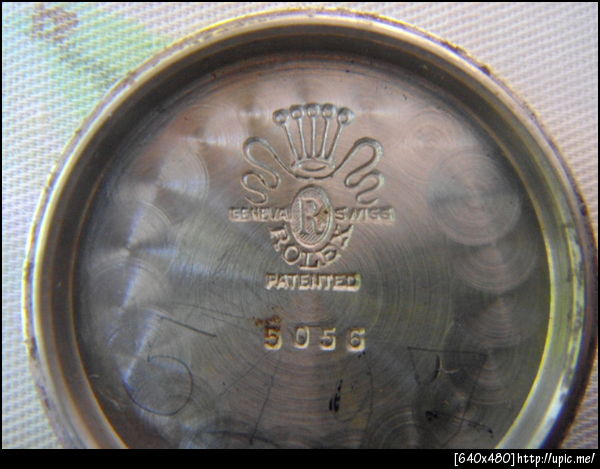 GENEVA R SWISS
ROLEX
PATENTED
5056
[640x480]http://upic.me/